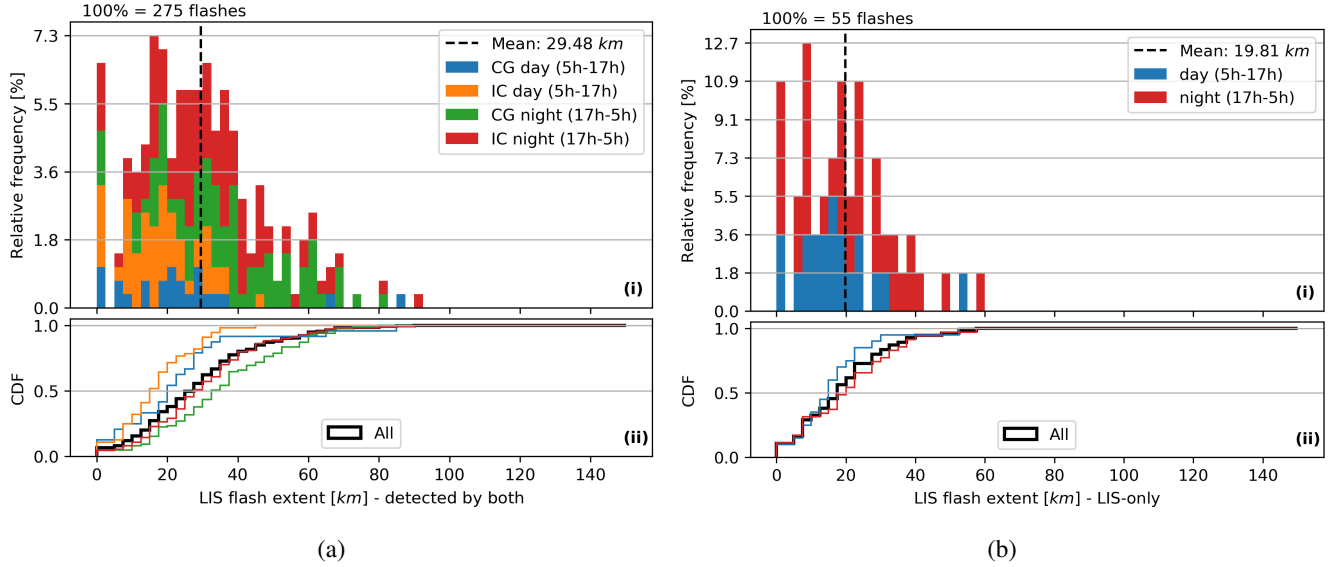 100% = 275 flashes
Relative frequency [%]
7.3
5.5
3.6
1.8
0.0
Mean: 29.48 km
CG day (5h-17h)
IC day (5h-17h)
CG night (17h-5h)
IC night (17h-5h)
(i)
CDF
1.0
0.5
0.0
All
(ii)
0 20 40 60 80 100 120 140
LIS flash extent [km] - detected by both
(a)
100% = 55 flashes
Relative frequency [%]
12.7
10.9
9.1
7.3
5.5
3.6
1.8
0.0
Mean: 19.81 km
day (5h-17h)
night (17h-5h)
(i)
CDF
1.0
0.5
0.0
All
(ii)
0 20 40 60 80 100 120 140
LIS flash extent [km] - LIS-only
(b)